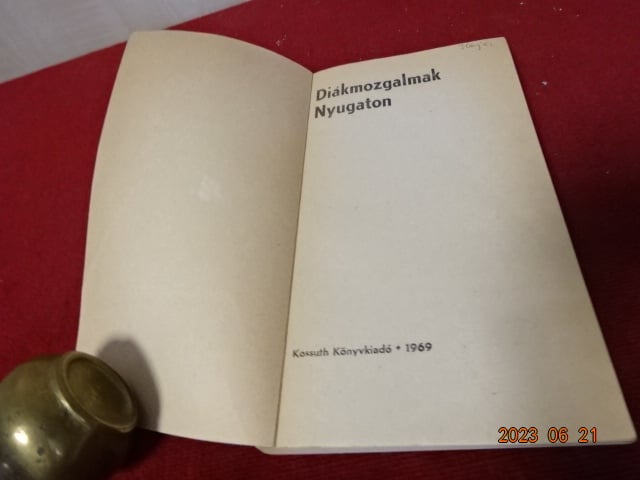 Diákmozgalmak
Nyugaton
Kossuth Könyvkiadó • 1969
2023 06 21